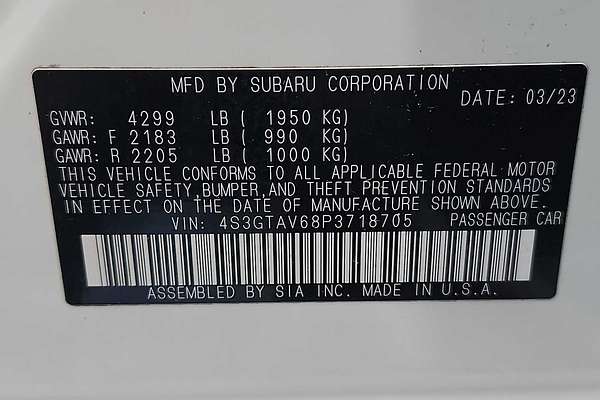 MFD BY SUBARU CORPORATION
DATE: 03/23
GVWR: 4299 LB ( 1950 KG)
GAWR: F 2183 LB ( 990 KG)
GAWR: R 2205 LB ( 1000 KG)
THIS VEHICLE CONFORMS TO ALL APPLICABLE FEDERAL MOTOR
VEHICLE SAFETY, BUMPER, AND THEFT PREVENTION STANDARDS
IN EFFECT ON THE DATE OF MANUFACTURE SHOWN ABOVE.
VIN: 4S3GTAV68P3718705 PASSENGER CAR
ASSEMBLED BY SIA INC. MADE IN U.S.A.